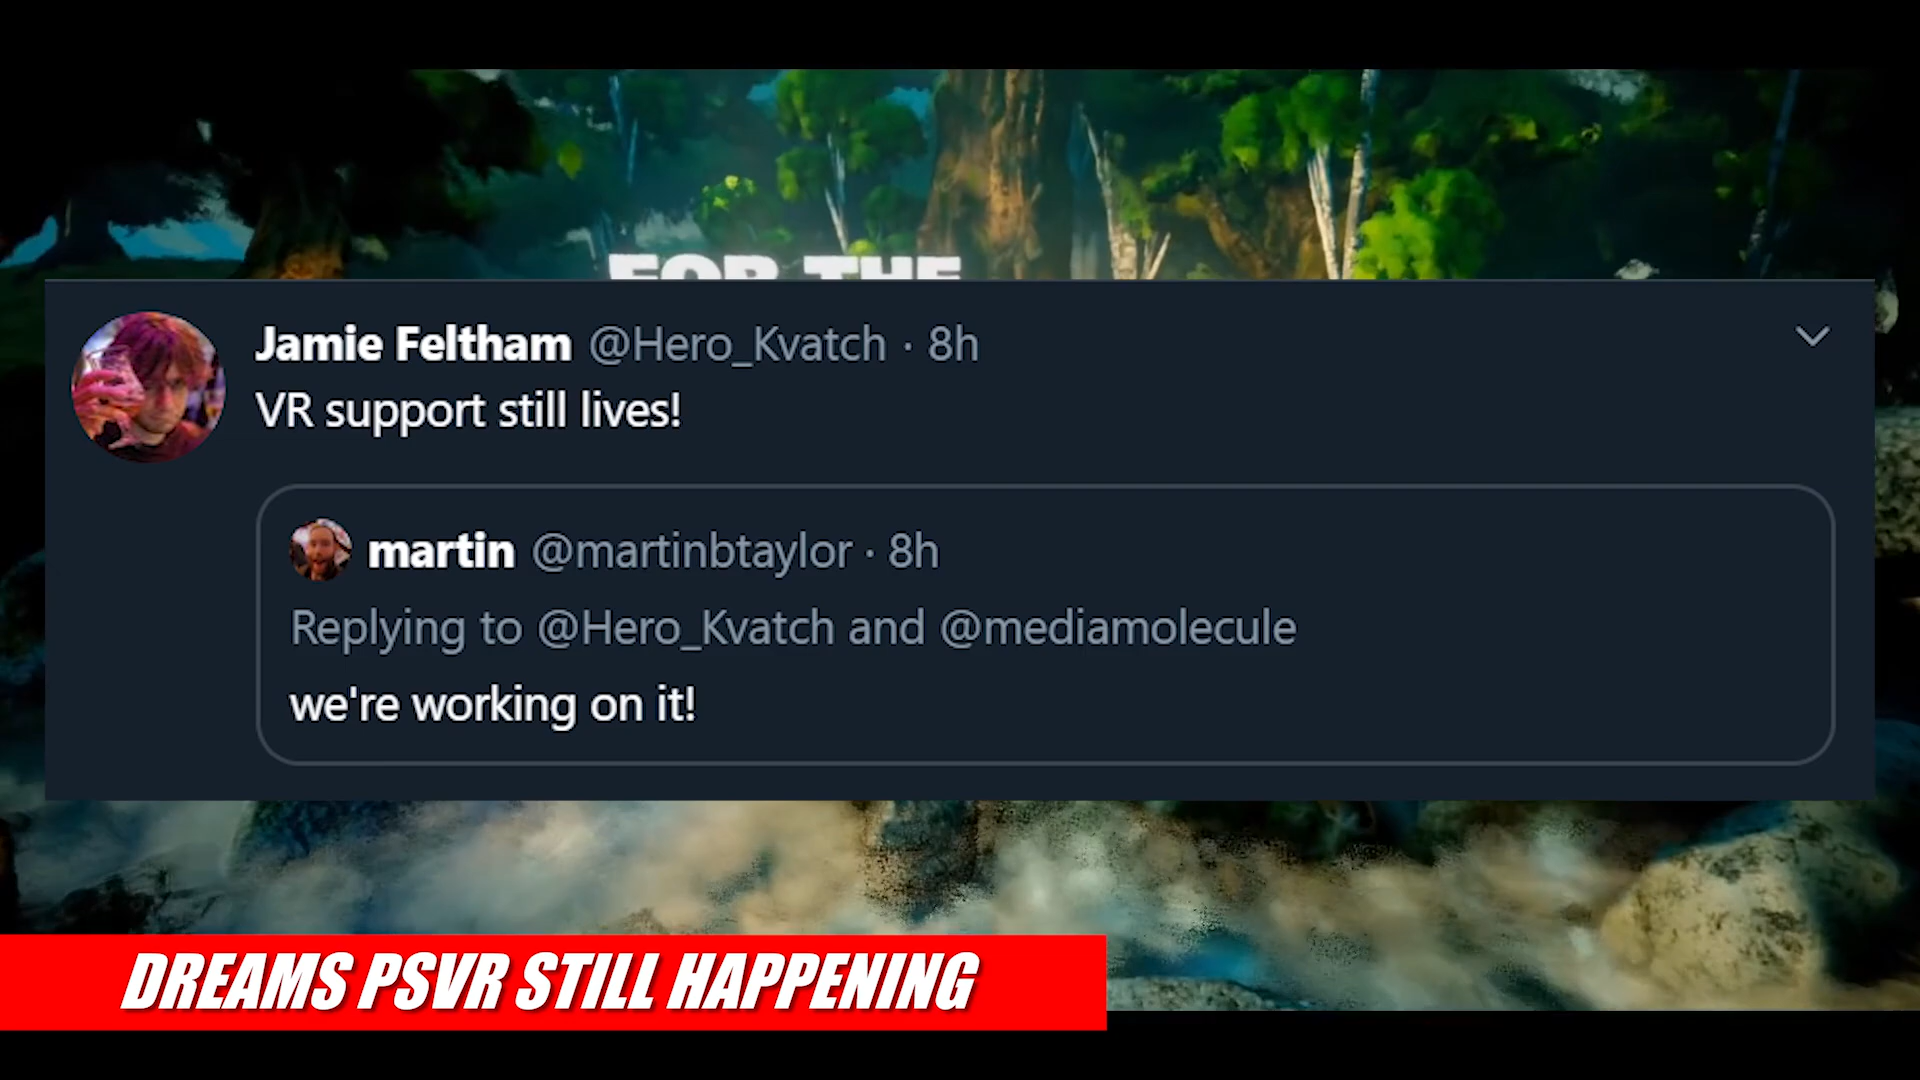 FOR THE
Jamie Feltham @Hero_Kvatch · 8h
VR support still lives!
martin @martinbtaylor · 8h
Replying to @Hero_Kvatch and @mediamolecule
we're working on it!
DREAMS PSVR STILL HAPPENING